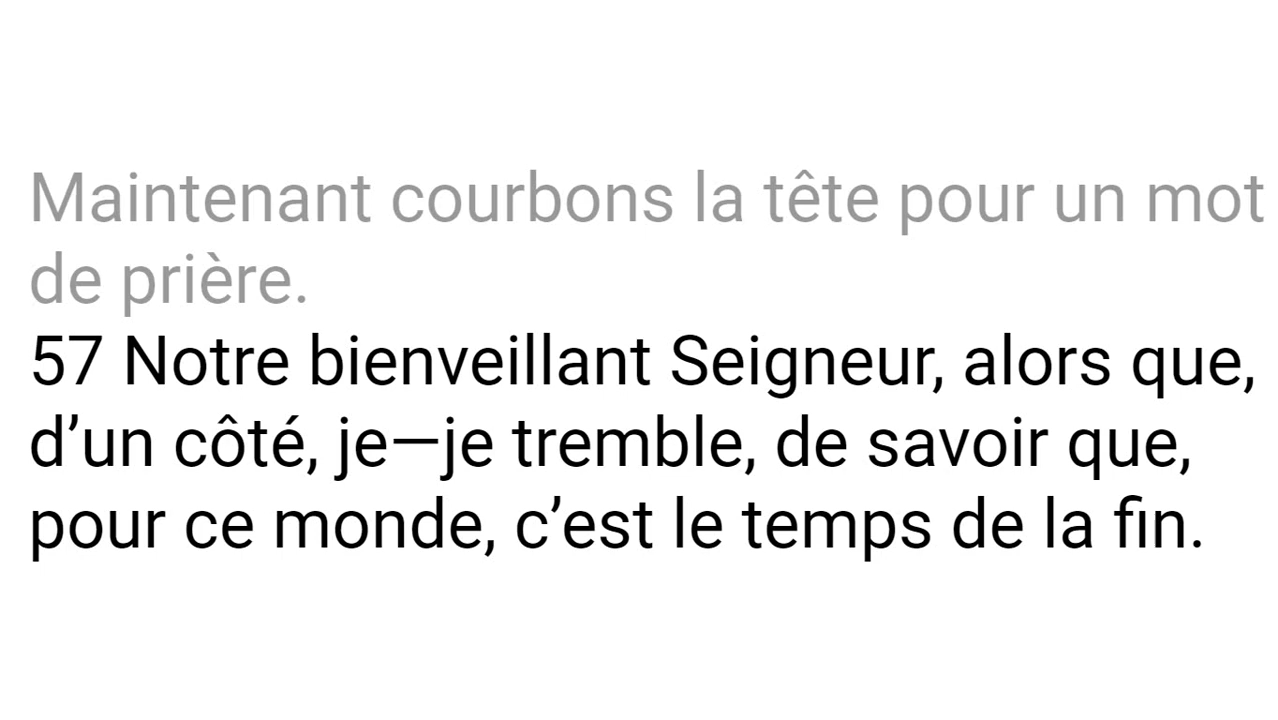 Maintenant courbons la tête pour un mot
de prière.
57 Notre bienveillant Seigneur, alors que,
d’un côté, je—je tremble, de savoir que,
pour ce monde, c’est le temps de la fin.